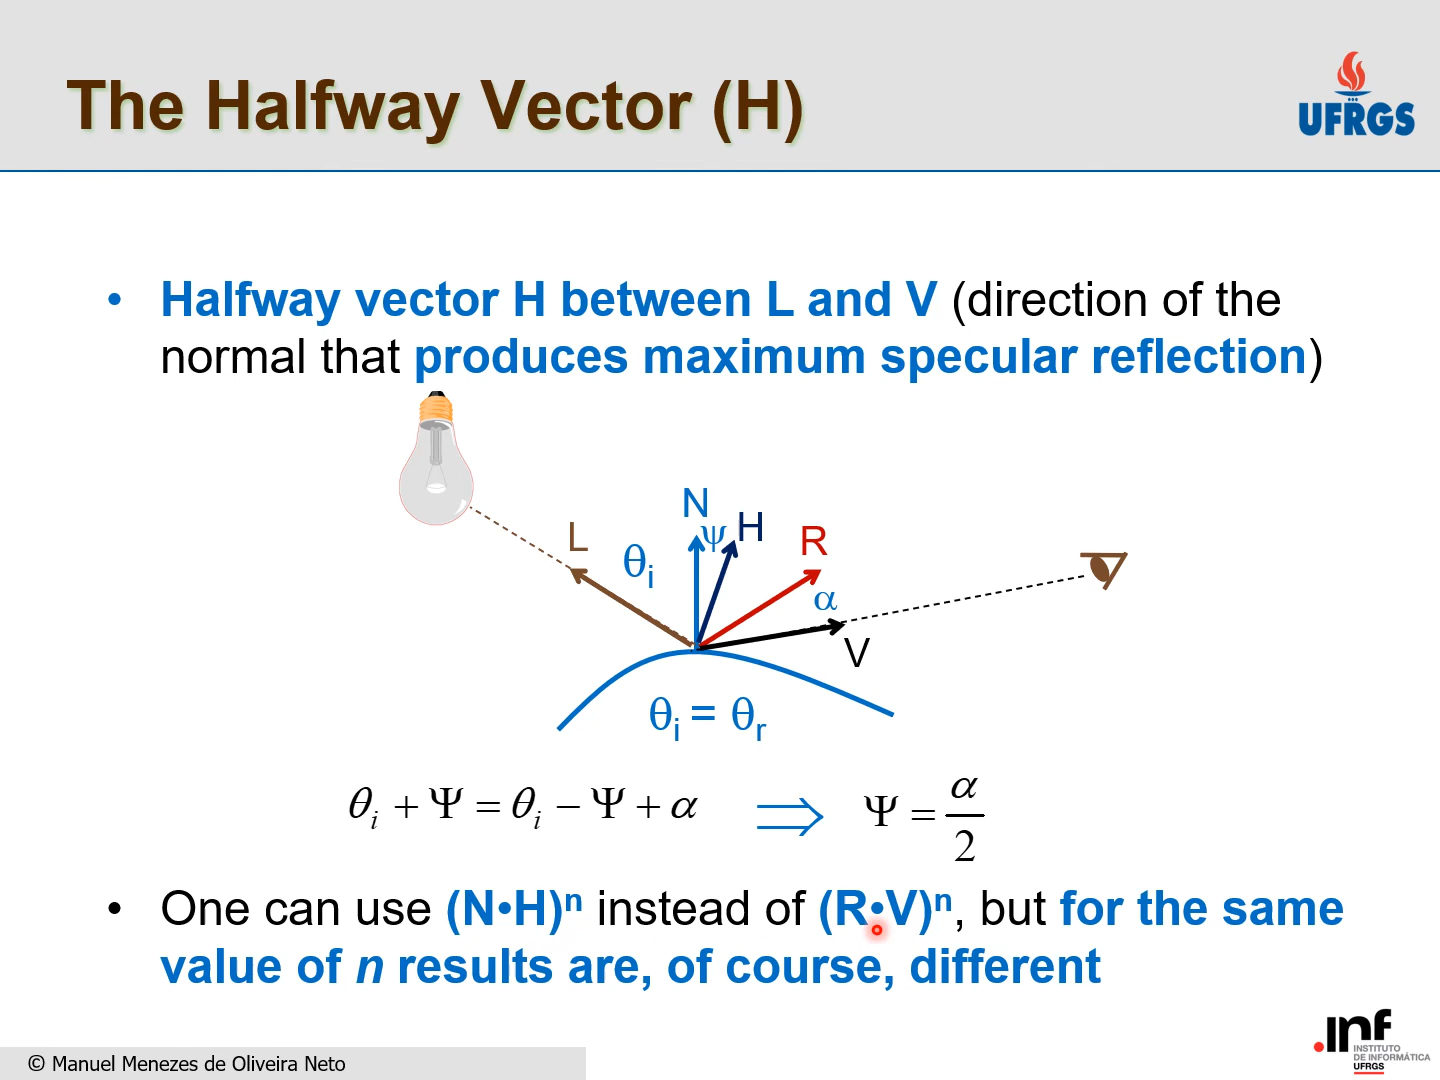 The Halfway Vector (H)
UFRGS
• Halfway vector H between L and V (direction of the
normal that produces maximum specular reflection)
N
ψ
H
L
θi
R
α
V
θi = θr
θi + Ψ = θi − Ψ + α ⇒ Ψ = α/2
• One can use (N•H)ⁿ instead of (R•V)ⁿ, but for the same
value of n results are, of course, different
.inf
INSTITUTO
DE INFORMÁTICA
UFRGS
© Manuel Menezes de Oliveira Neto